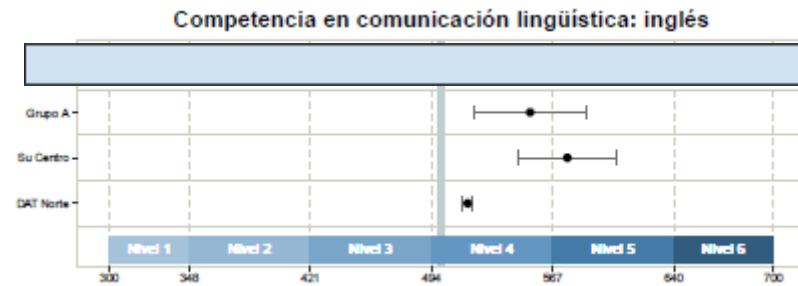 Competencia en comunicación lingüística: inglés
Grupo A
Su Centro
DAT Norte
Nivel 1 Nivel 2 Nivel 3 Nivel 4 Nivel 5 Nivel 6
300 348 421 494 567 640 700